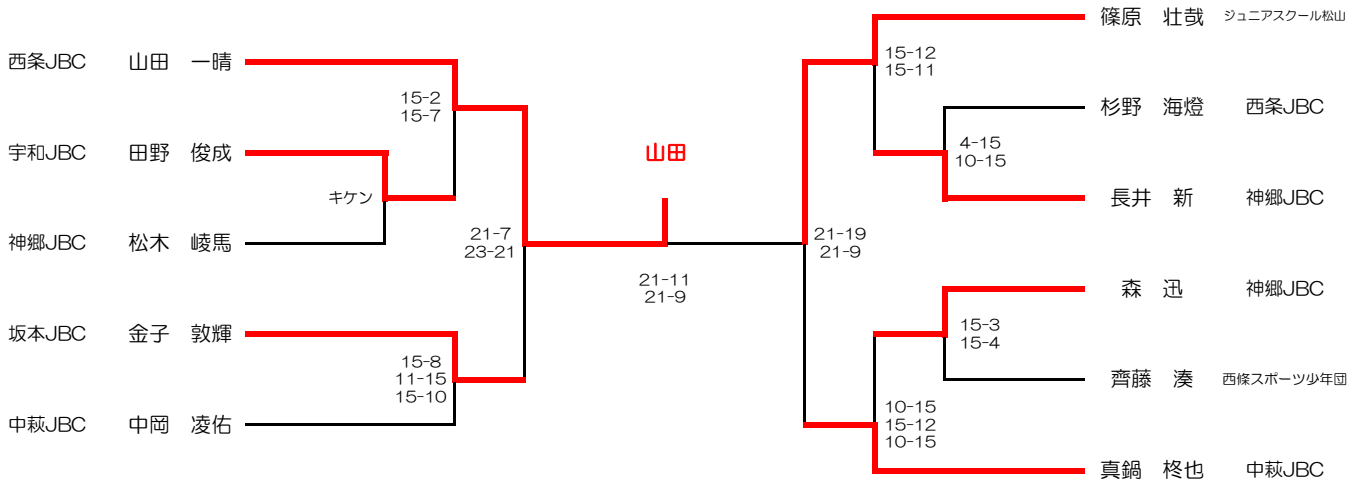 西条JBC 山田 一晴
15-2
15-7
宇和JBC 田野 俊成
キケン
神郷JBC 松木 崚馬
21-7
23-21
坂本JBC 金子 敦輝
15-8
11-15
15-10
中萩JBC 中岡 凌佑
山田
21-11
21-9
篠原 壮哉 ジュニアスクール松山
15-12
15-11
杉野 海燈 西条JBC
4-15
10-15
長井 新 神郷JBC
21-19
21-9
森 迅 神郷JBC
15-3
15-4
齊藤 湊 西條スポーツ少年団
10-15
15-12
10-15
真鍋 柊也 中萩JBC